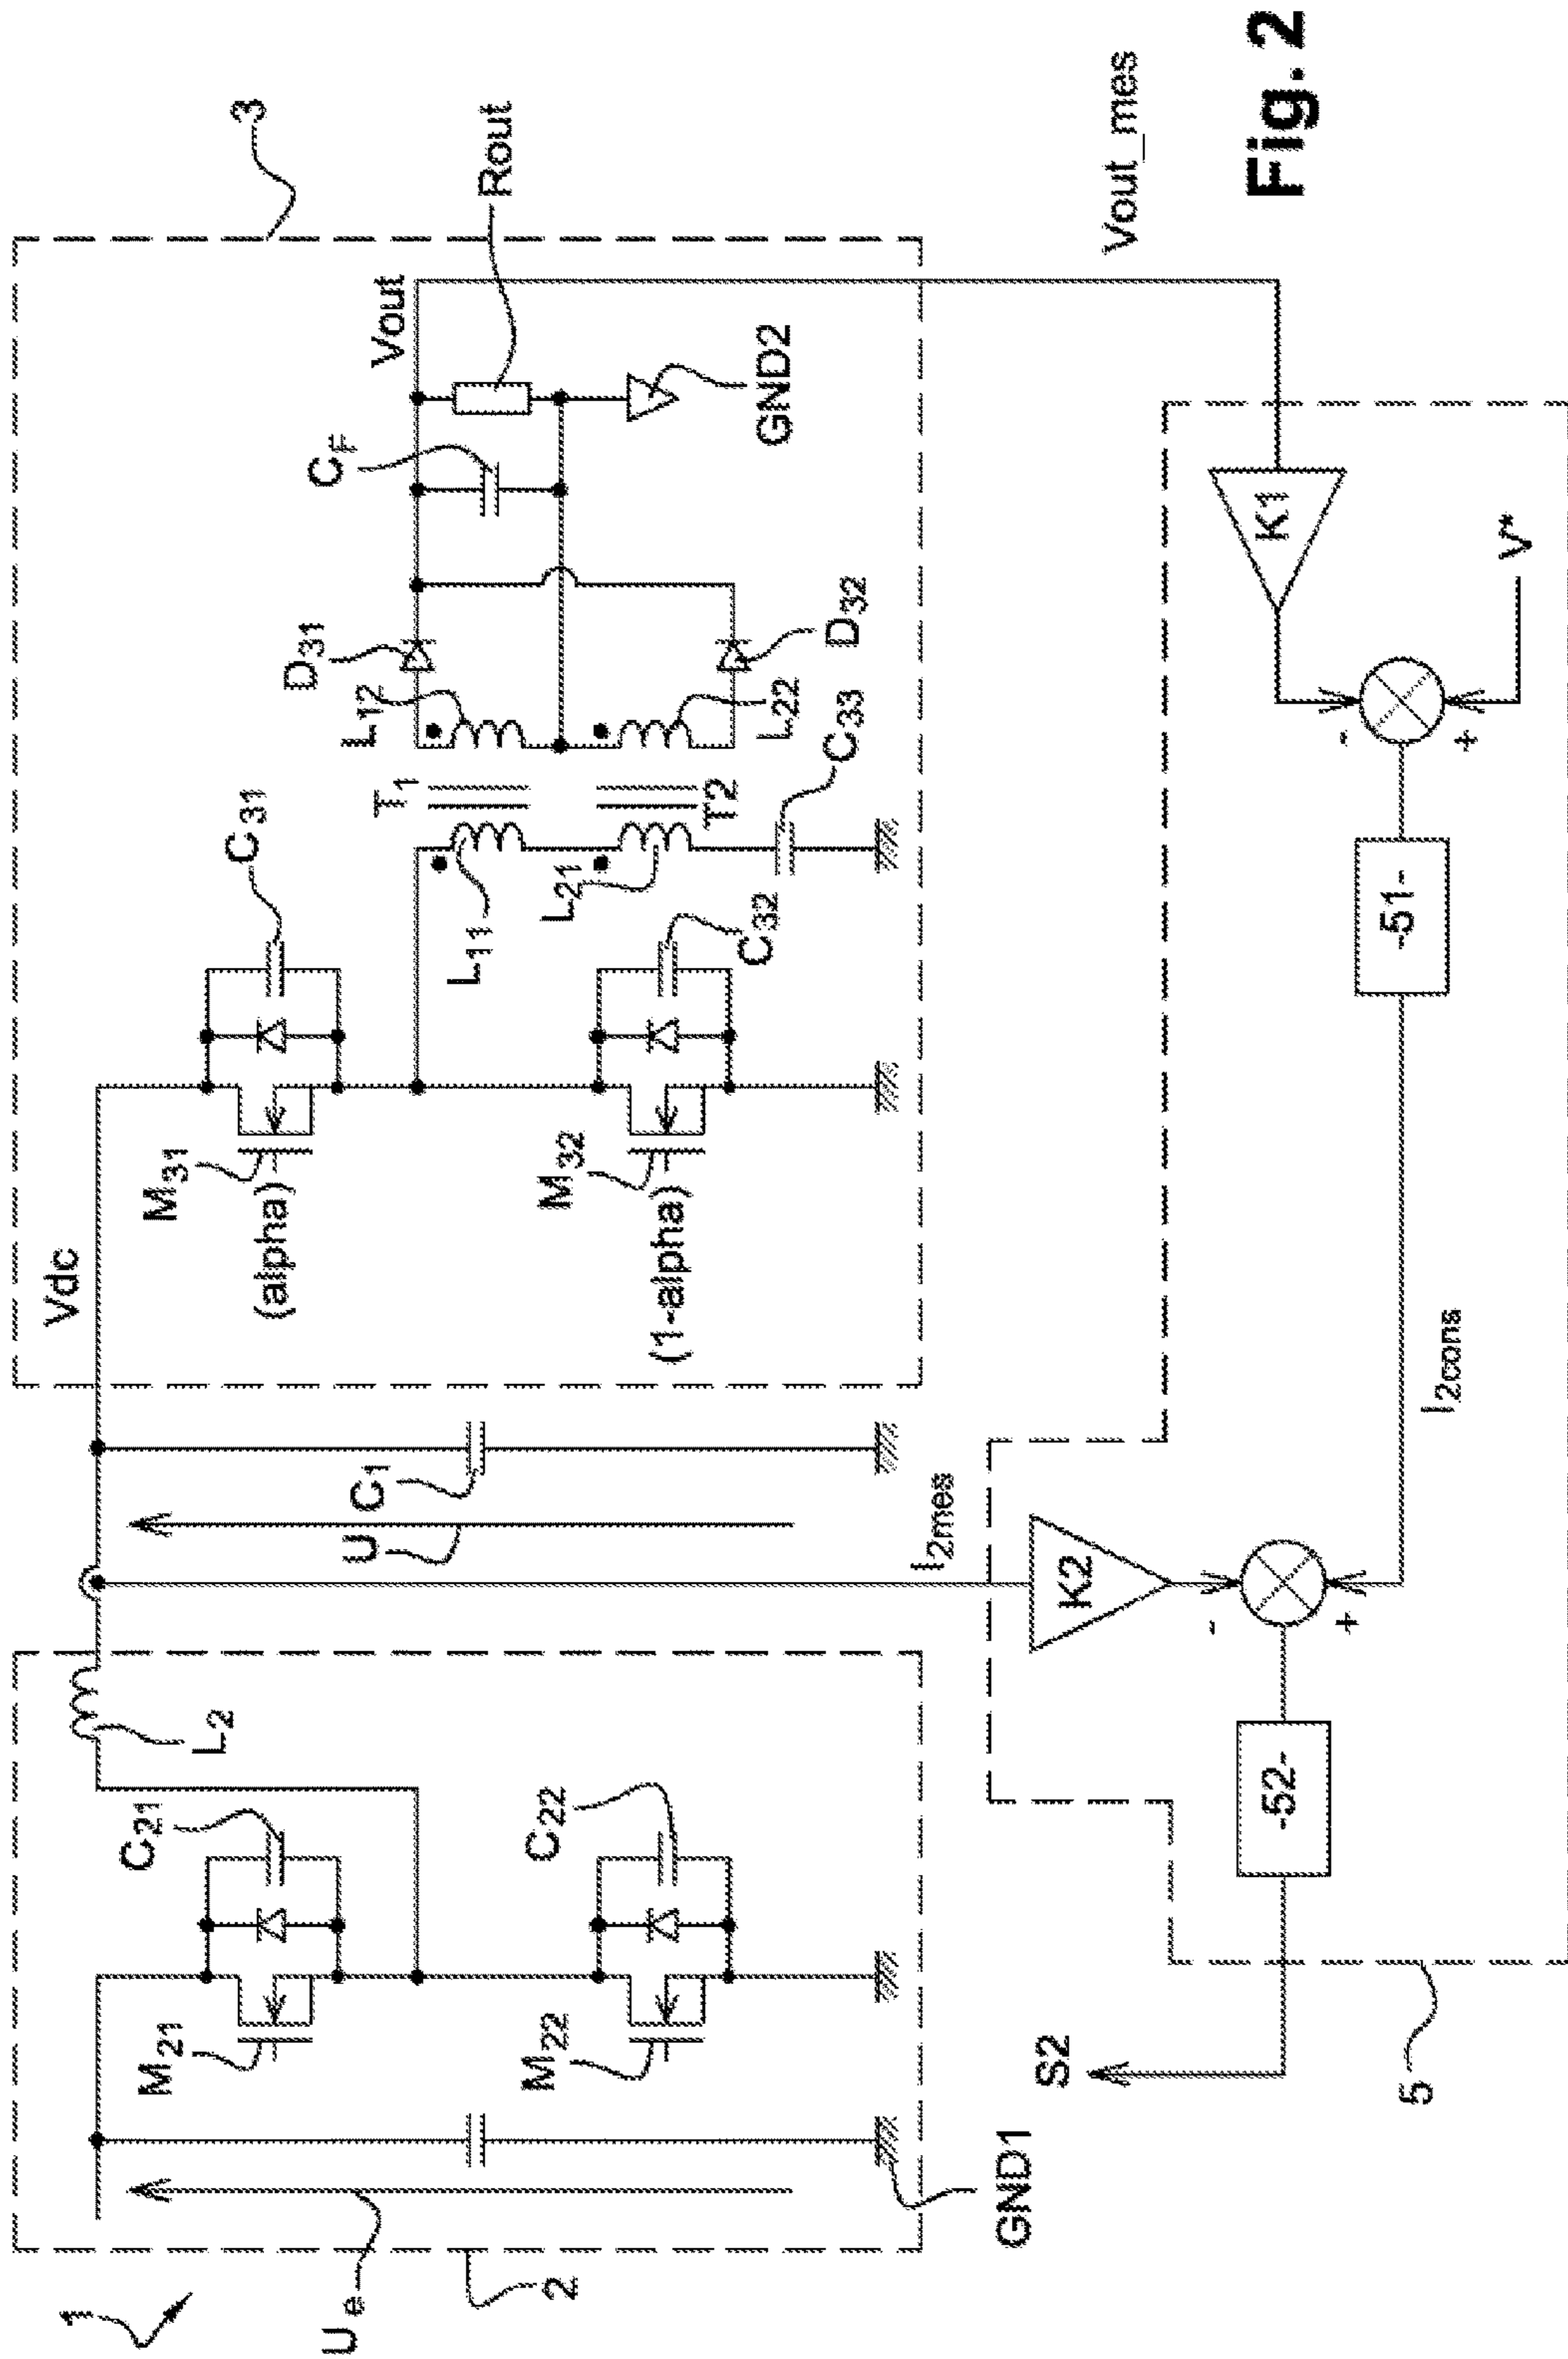 1
U e
2
GND1
M21
C21
L2
M22
C22
U
C1
Vdc
3
M31
(alpha)
C31
M32
(1-alpha)
C32
L11
L21
T1
T2
C33
L12
L22
D31
D32
CF
Vout
Rout
GND2
Vout_mes
I2mes
K2
-
+
-52-
S2
5
I2cons
-51-
-
+
K1
V*
Fig. 2